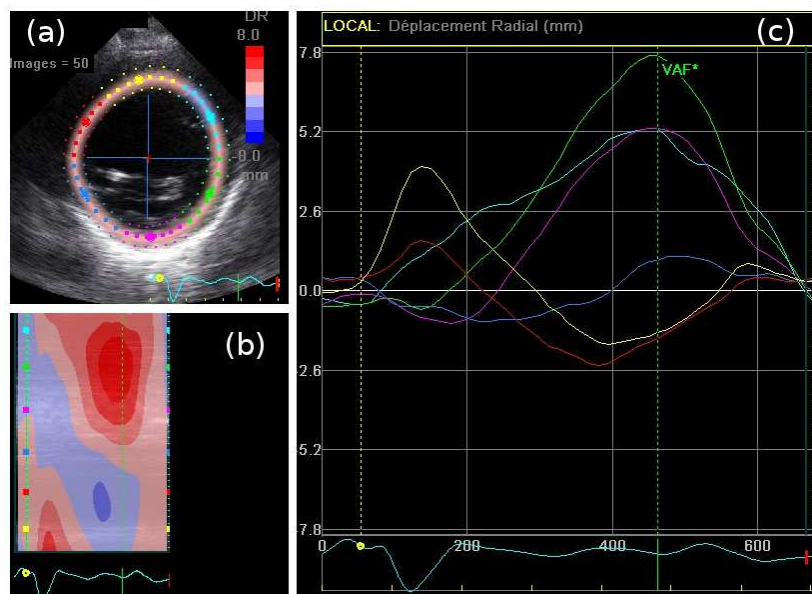 (a)
DR
8.0
Images = 50
-8.0
mm
(b)
LOCAL: Déplacement Radial (mm)
(c)
7.8
VAF*
5.2
2.6
0.0
-2.6
-5.2
-7.8
0 200 400 600